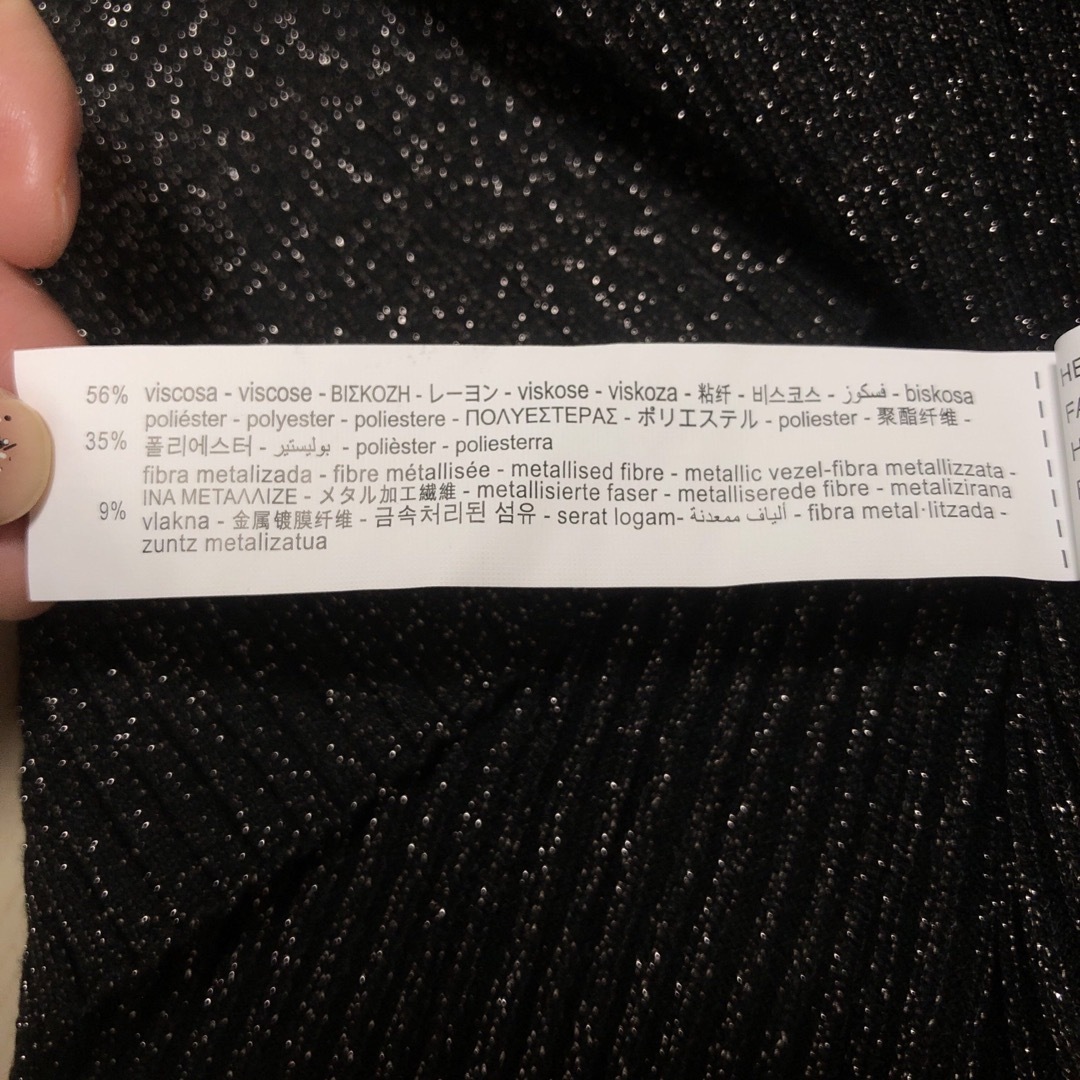 56% viscosa - viscose - ΒΙΣΚΟΖΗ - レーヨン - viskose - viskoza - 粘纤 - 비스코스 - فسكوز - biskosa
poliéster - polyester - poliestere - ΠΟΛΥΕΣΤΕΡΑΣ - ポリエステル - poliester - 聚酯纤维 -
35% 폴리에스터 - بوليستير - polièster - poliesterra
fibra metalizada - fibre métallisée - metallised fibre - metallic vezel-fibra metallizzata -
ΙΝΑ ΜΕΤΑΛΛΙΖΕ - メタル加工繊維 - metallisierte faser - metalliserede fibre - metalizirana
9% vlakna - 金属镀膜纤维 - 금속처리된 섬유 - serat logam- ألياف ممعدنة - fibra metal·litzada -
zuntz metalizatua